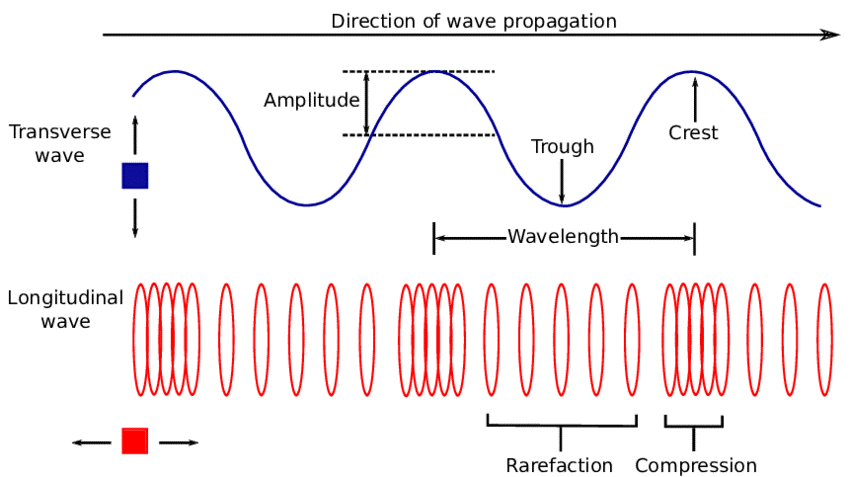 Direction of wave propagation
Amplitude
Transverse
wave
Trough
Crest
Wavelength
Longitudinal
wave
Rarefaction
Compression